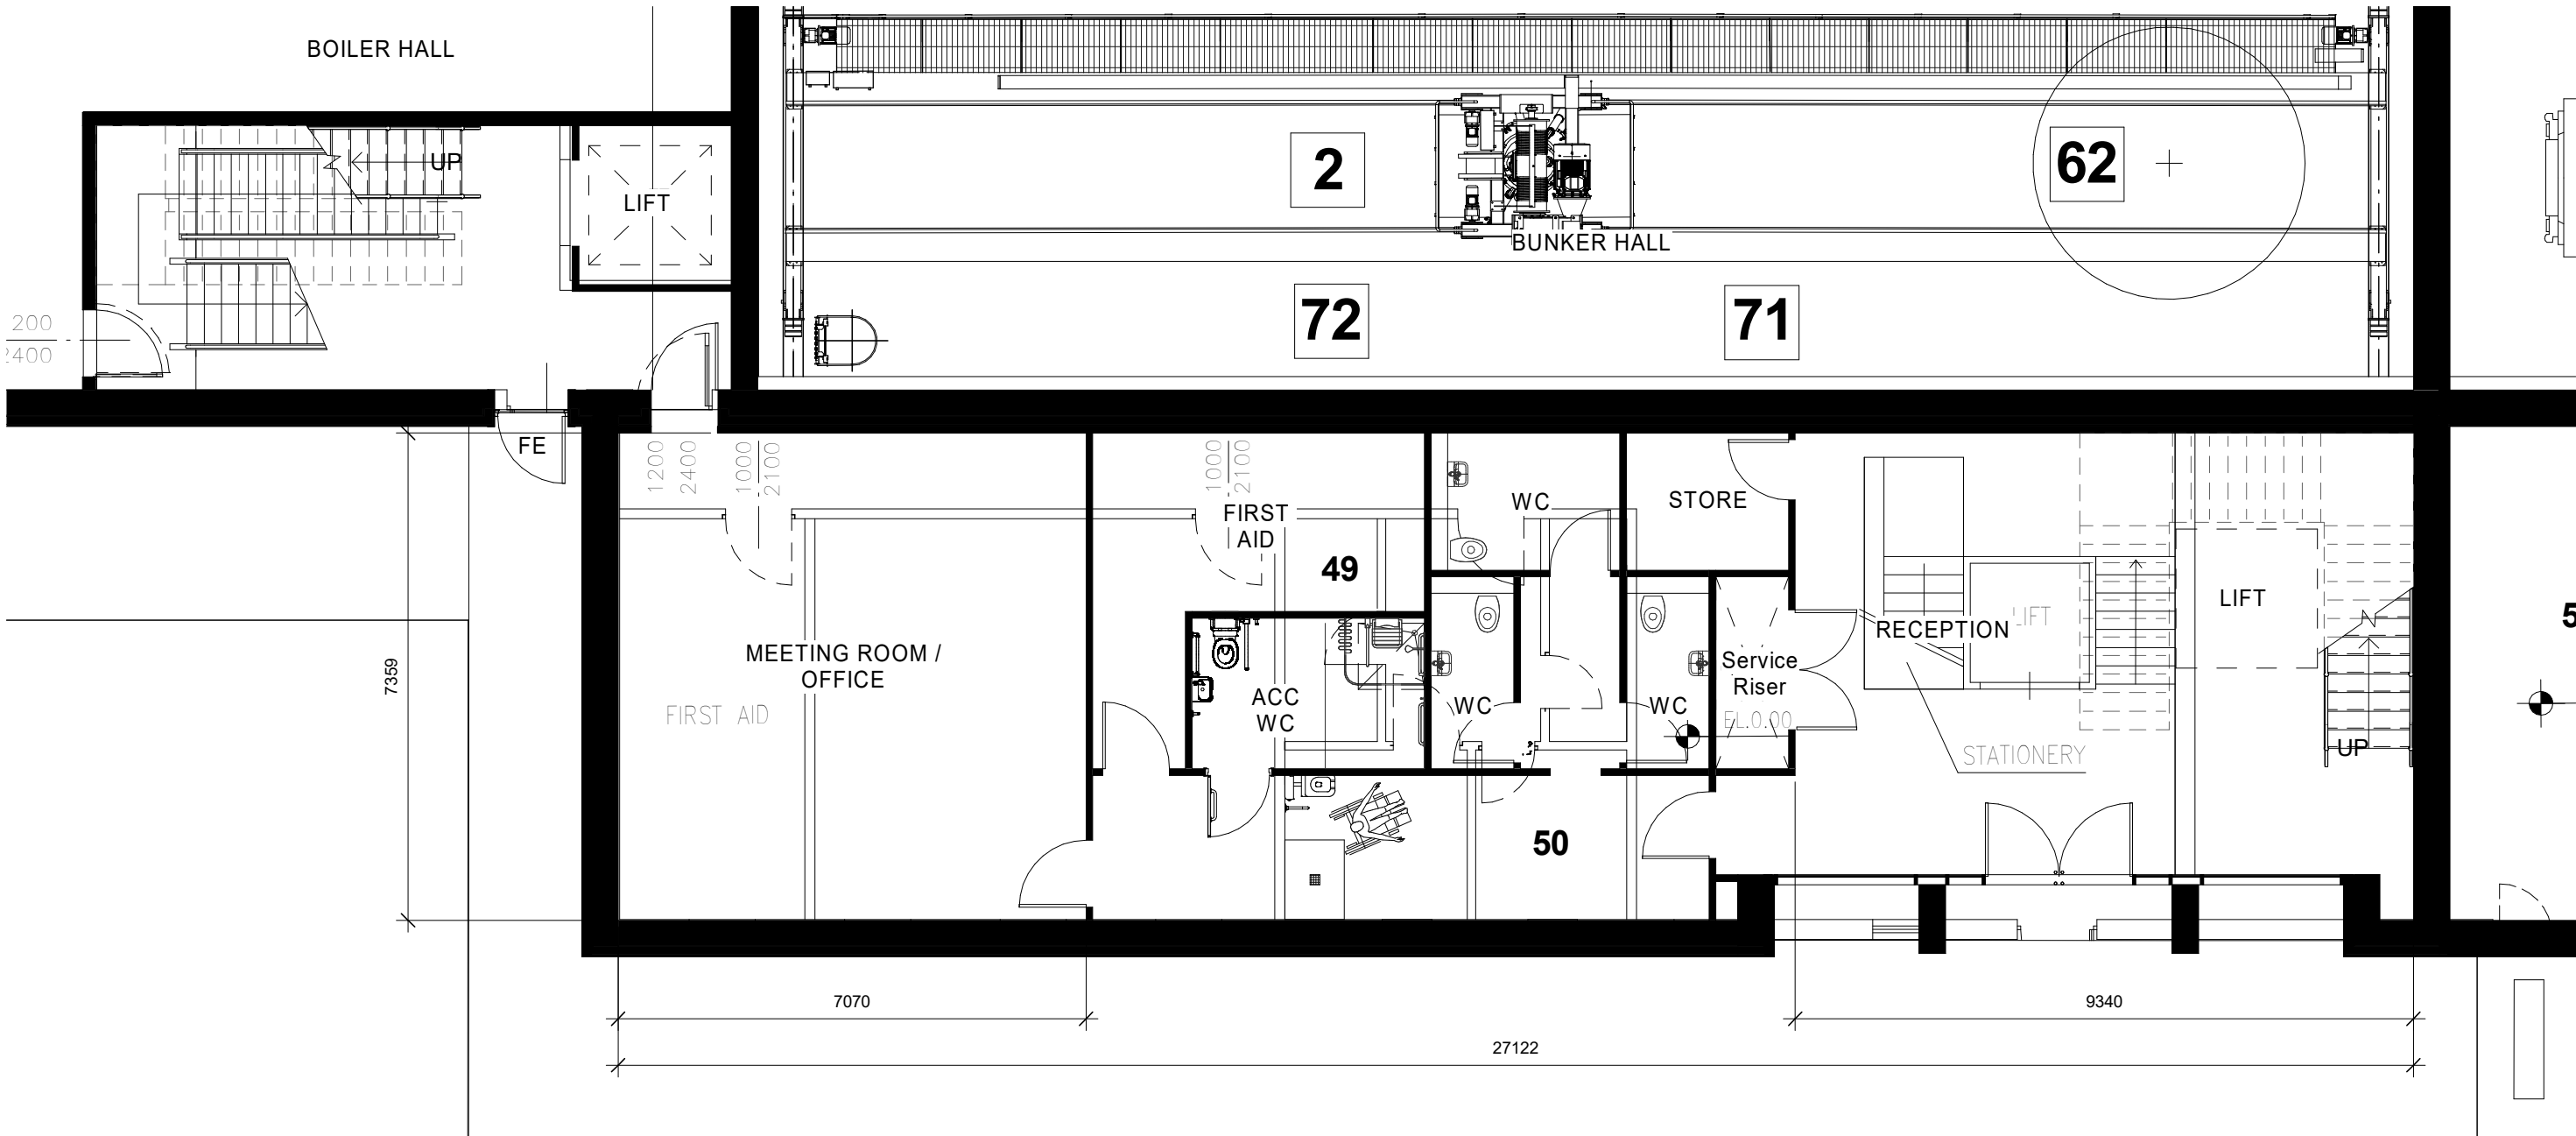 BOILER HALL
UP
LIFT
2
62
BUNKER HALL
72
71
200
2400
FE
1200
2400
1000
2100
1000
2100
FIRST
AID
49
WC
STORE
MEETING ROOM /
OFFICE
FIRST AID
ACC
WC
WC
WC
Service
Riser
EL.0.00
RECEPTION
LIFT
LIFT
STATIONERY
UP
5
7359
50
7070
9340
27122